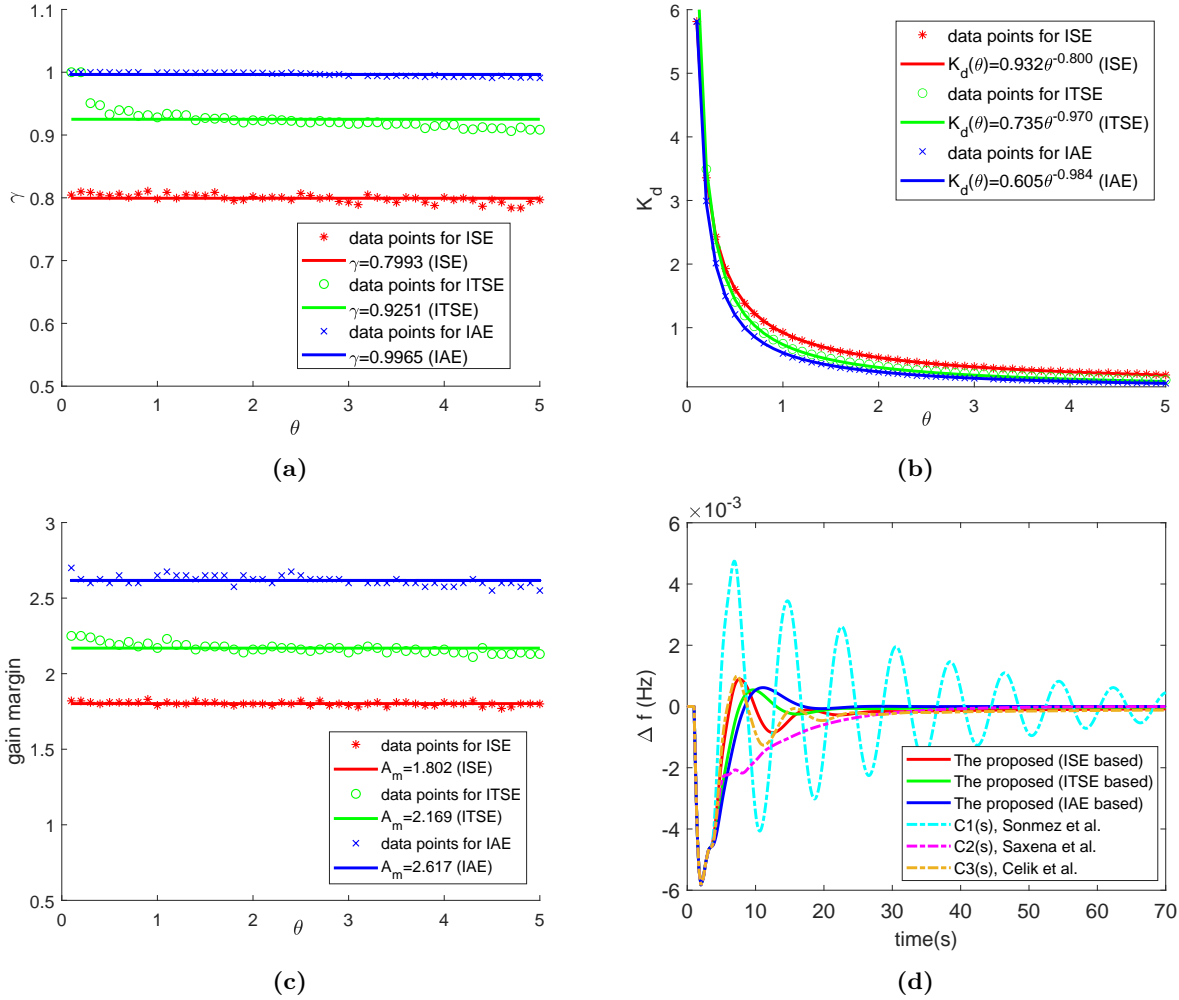 1.1
1
0.9
0.8
0.7
0.6
0.5
γ
0
1
2
3
4
5
θ
data points for ISE
γ=0.7993 (ISE)
data points for ITSE
γ=0.9251 (ITSE)
data points for IAE
γ=0.9965 (IAE)
(a)
6
5
4
3
2
1
K_d
0
1
2
3
4
5
θ
data points for ISE
K_d(θ)=0.932θ^-0.800 (ISE)
data points for ITSE
K_d(θ)=0.735θ^-0.970 (ITSE)
data points for IAE
K_d(θ)=0.605θ^-0.984 (IAE)
(b)
3
2.5
2
1.5
1
0.5
gain margin
0
1
2
3
4
5
θ
data points for ISE
A_m=1.802 (ISE)
data points for ITSE
A_m=2.169 (ITSE)
data points for IAE
A_m=2.617 (IAE)
(c)
×10^-3
6
4
2
0
-2
-4
-6
Δ f (Hz)
0
10
20
30
40
50
60
70
time(s)
The proposed (ISE based)
The proposed (ITSE based)
The proposed (IAE based)
C1(s), Sonmez et al.
C2(s), Saxena et al.
C3(s), Celik et al.
(d)